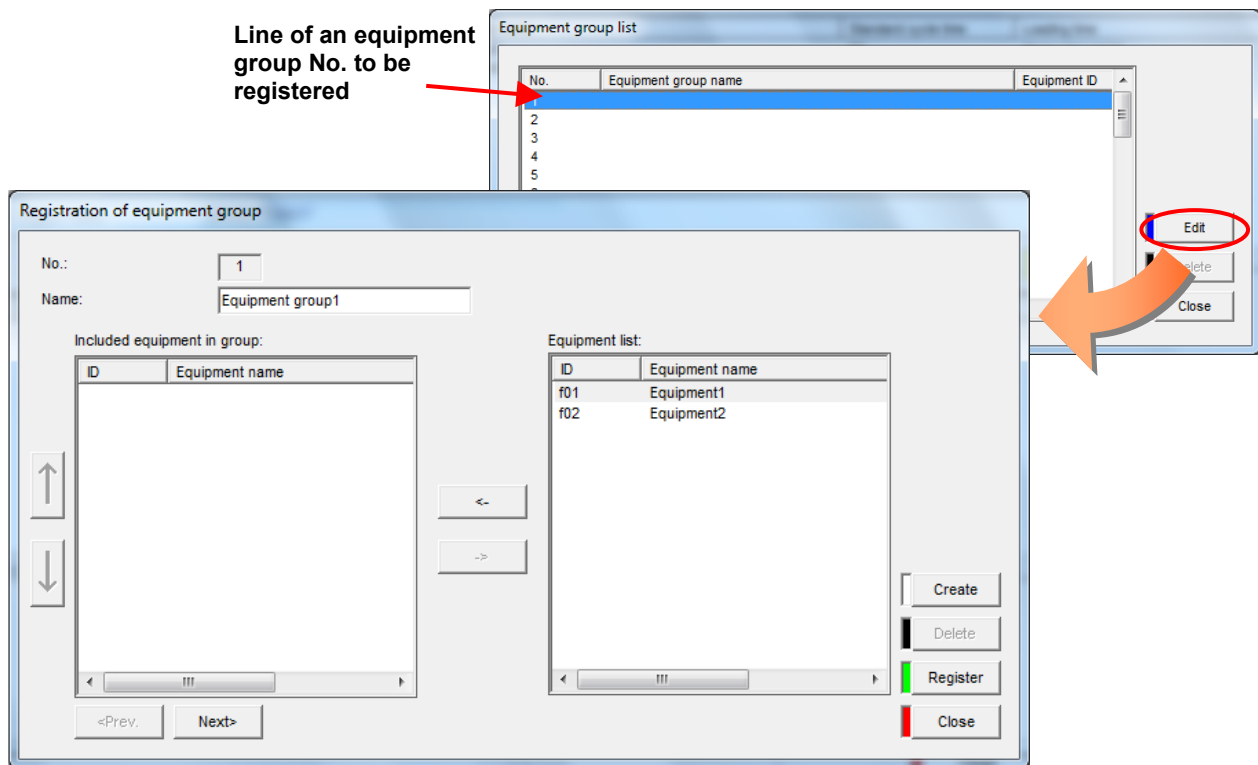 Line of an equipment
group No. to be
registered
Equipment group list
No. Equipment group name Equipment ID
1
2
3
4
5
Edit
Close
Registration of equipment group
No.: 1
Name: Equipment group1
Included equipment in group:
ID Equipment name
<-
->
<Prev. Next>
Equipment list:
ID Equipment name
f01 Equipment1
f02 Equipment2
Create
Delete
Register
Close